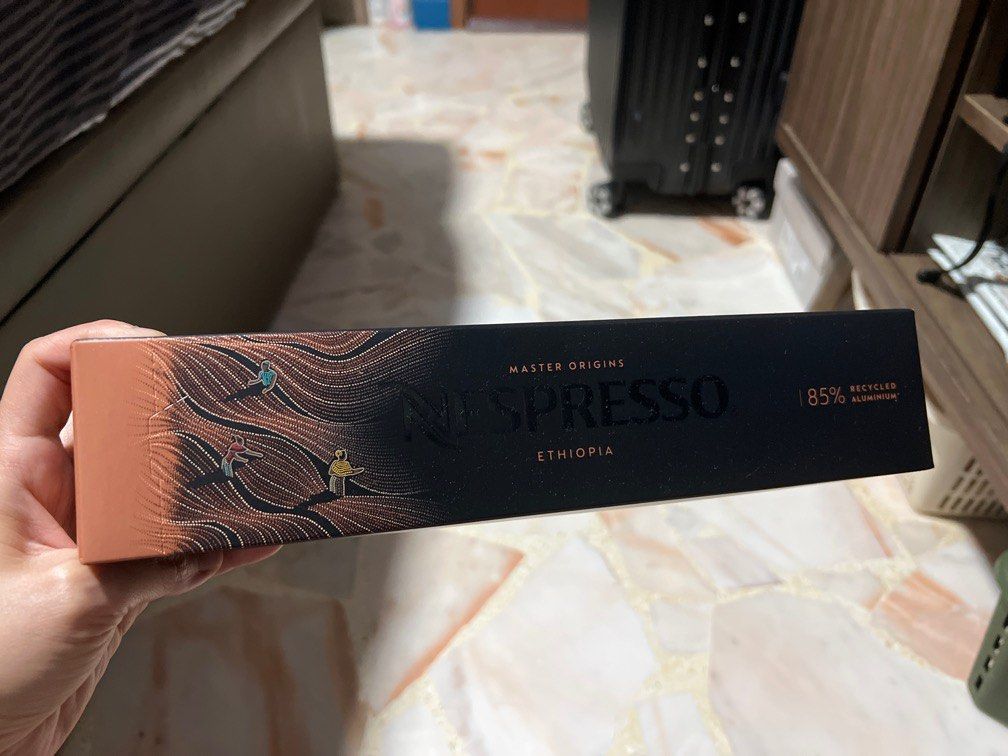 MASTER ORIGINS
NESPRESSO
ETHIOPIA
85% RECYCLED
ALUMINIUM*